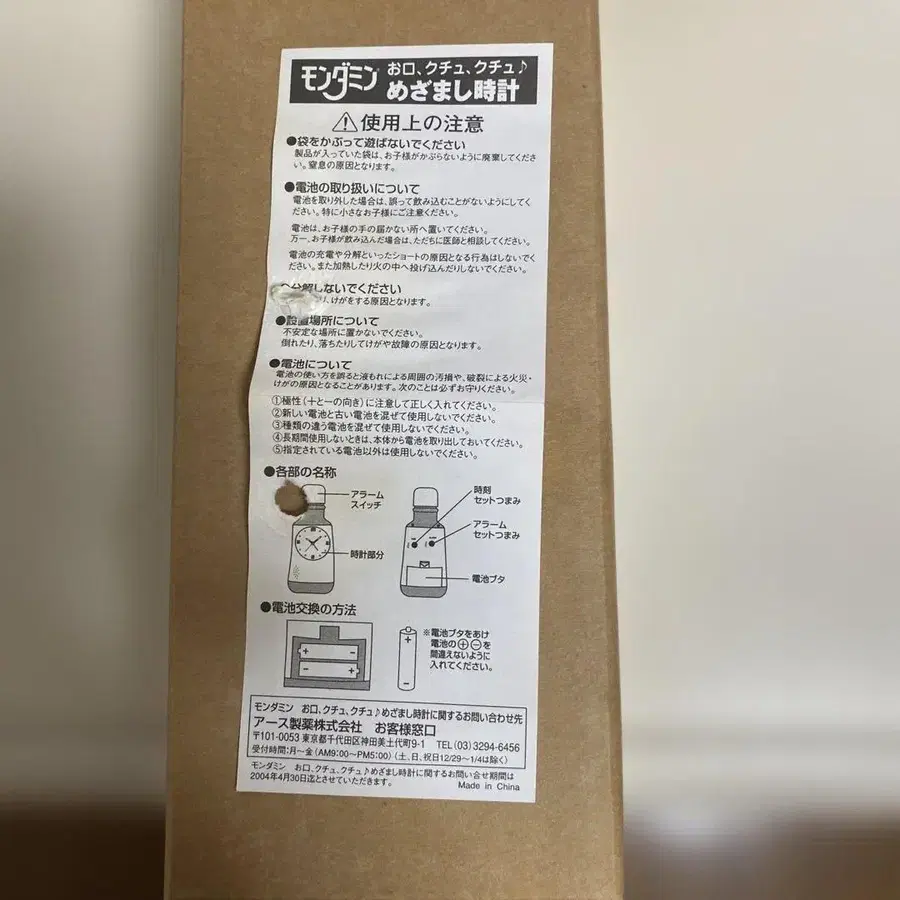 モンダミン お口、クチュ、クチュ♪
めざまし時計
使用上の注意
●袋をかぶって遊ばないでください
製品が入っていた袋は、お子様がかぶらないように廃棄してくださ
い。窒息の原因となります。
●電池の取り扱いについて
電池を取り外した場合は、誤って飲み込むことがないようにしてく
ださい。特に小さなお子様にご注意ください。
電池は、お子様の手の届かない所へ置いてください。
万一、お子様が飲み込んだ場合は、ただちに医師と相談してください。
電池の充電や分解といったショートの原因となる行為はしないでく
ださい。また加熱したり火の中へ投げ込んだりしないでください。
分解しないでください
、けがをする原因となります。
●設置場所について
不安定な場所に置かないでください。
倒れたり、落ちたりしてけがや故障の原因となります。
●電池について
電池の使い方を誤ると液もれによる周囲の汚損や、破裂による火災・
けがの原因となることがあります。次のことは必ずお守りください。
①極性（＋と－の向き）に注意して正しく入れてください。
②新しい電池と古い電池を混ぜて使用しないでください。
③種類の違う電池を混ぜて使用しないでください。
④長期間使用しないときは、本体から電池を取り出しておいてください。
⑤指定されている電池以外は使用しないでください。
●各部の名称
アラーム
スイッチ
時計部分
時刻
セットつまみ
アラーム
セットつまみ
電池ブタ
●電池交換の方法
※電池ブタをあけ
電池の⊕⊖を
間違えないように
入れてください。
モンダミン お口、クチュ、クチュ♪めざまし時計に関するお問い合わせ先
アース製薬株式会社 お客様窓口
〒101-0053 東京都千代田区神田美土代町9-1 TEL(03)3294-6456
受付時間:月～金（AM9:00～PM5:00）（土、日、祝日12/29～1/4は除く）
モンダミン お口、クチュ、クチュ♪めざまし時計に関するお問い合せ期間は
2004年4月30日迄とさせていただきます。 Made in China